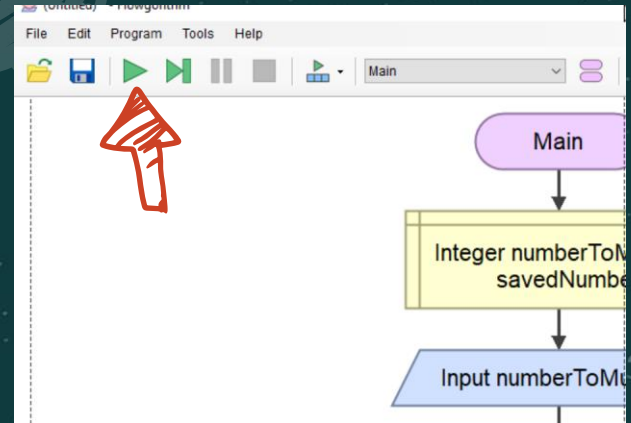 (Untitled) - Flowgorithm
File Edit Program Tools Help
Main
Main
Integer numberToM
savedNumbe
Input numberToMu